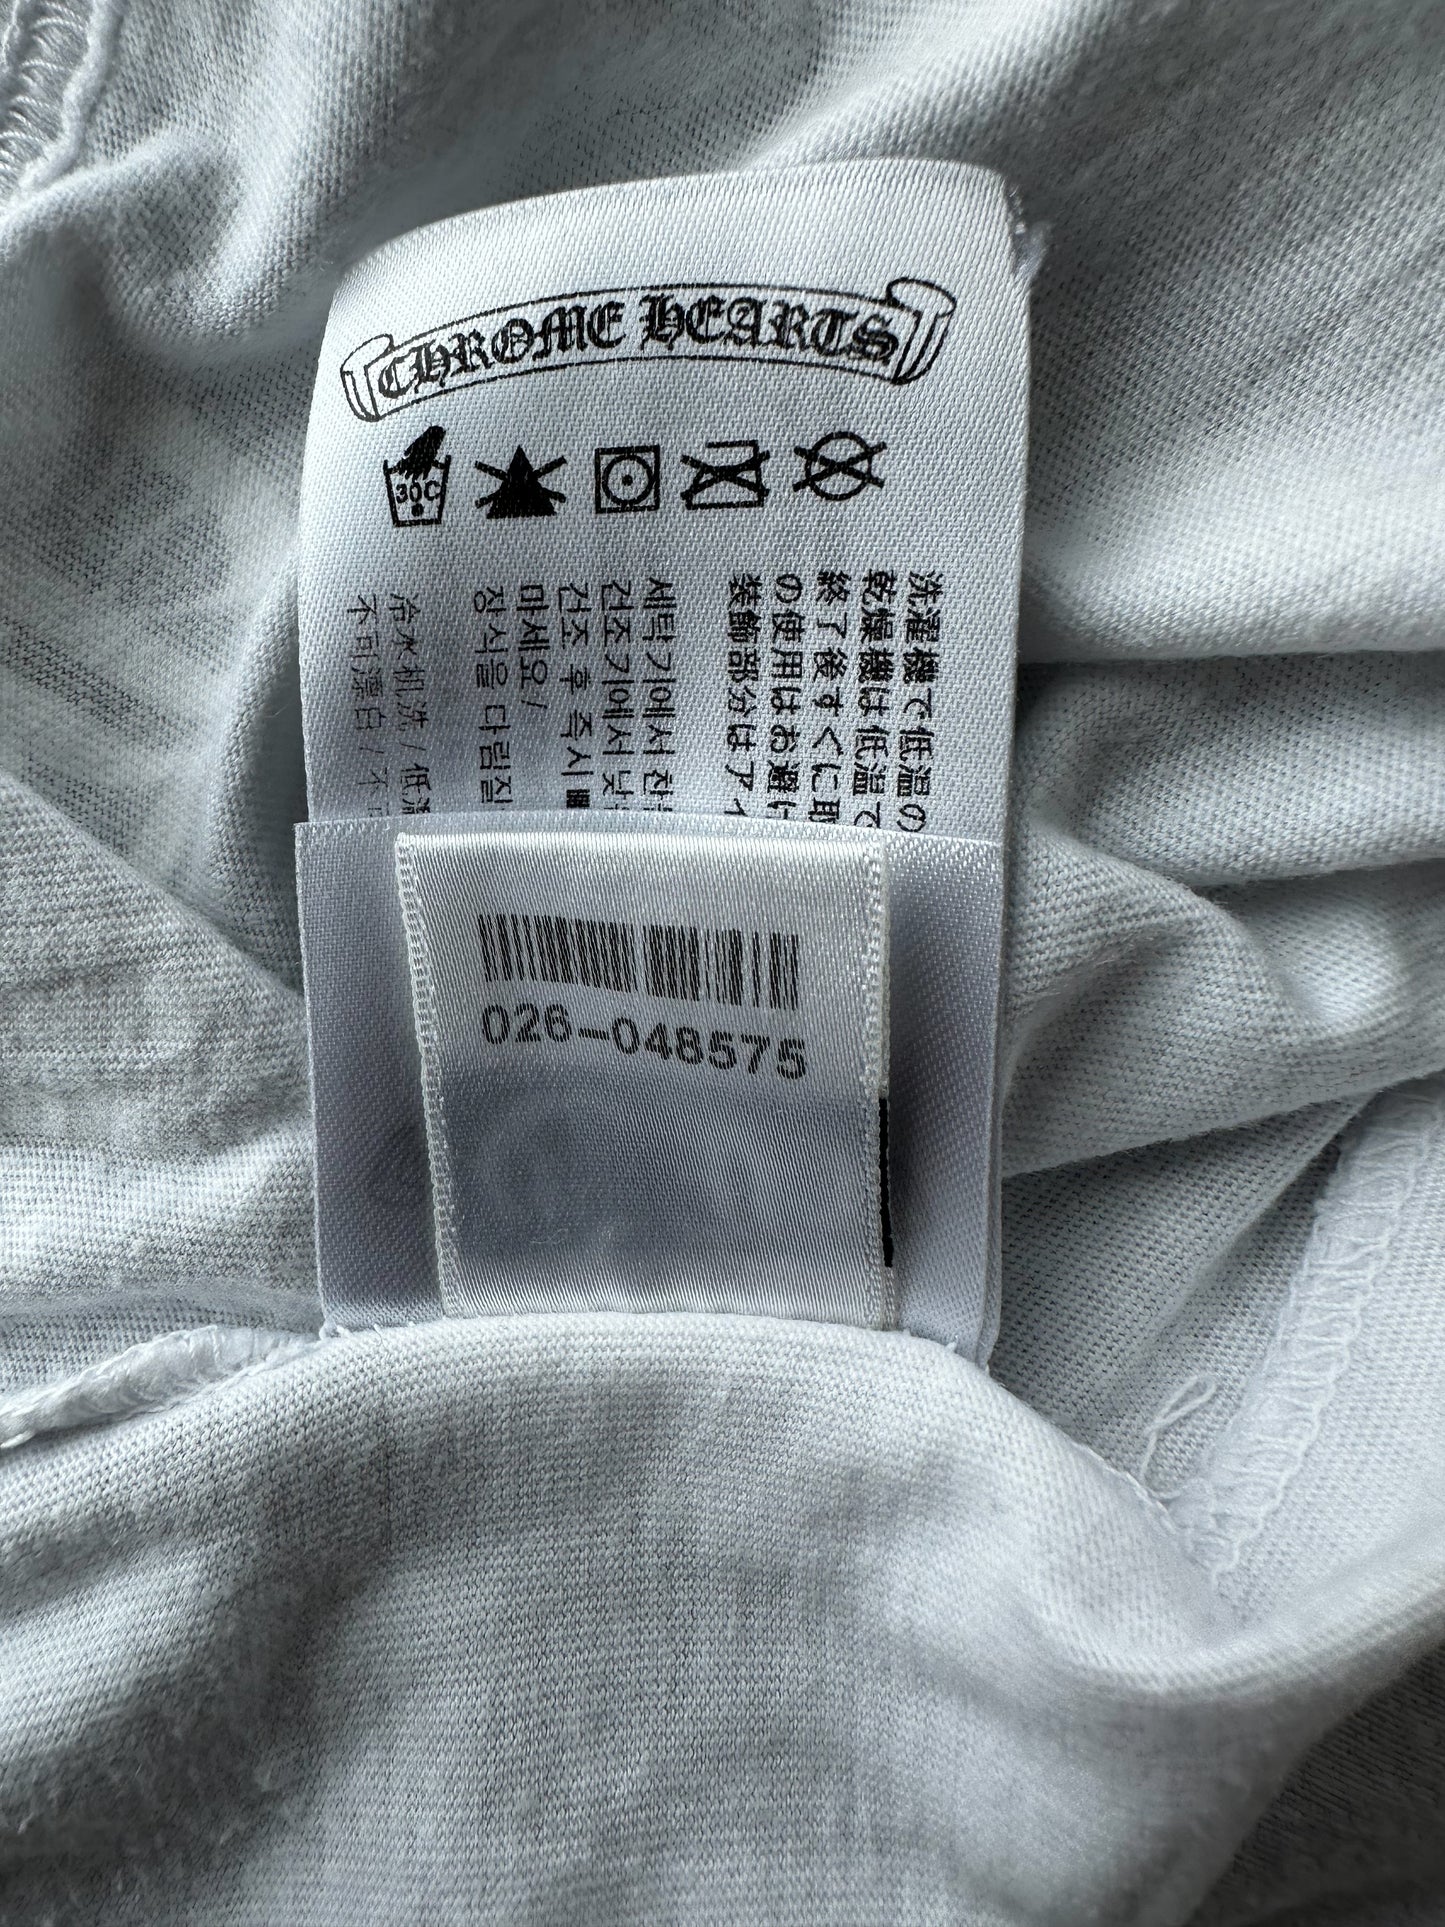 CHROME HEARTS
30C
洗濯機で低温の
乾燥機は低温で
終了後すぐに取
の使用はお避け
装飾部分はアイ
세탁기에서 찬
건조기에서 낮
건조 후 즉시
마세요/
장식을 다림질
冷水机洗/低温
不可漂白/不可
026-048575